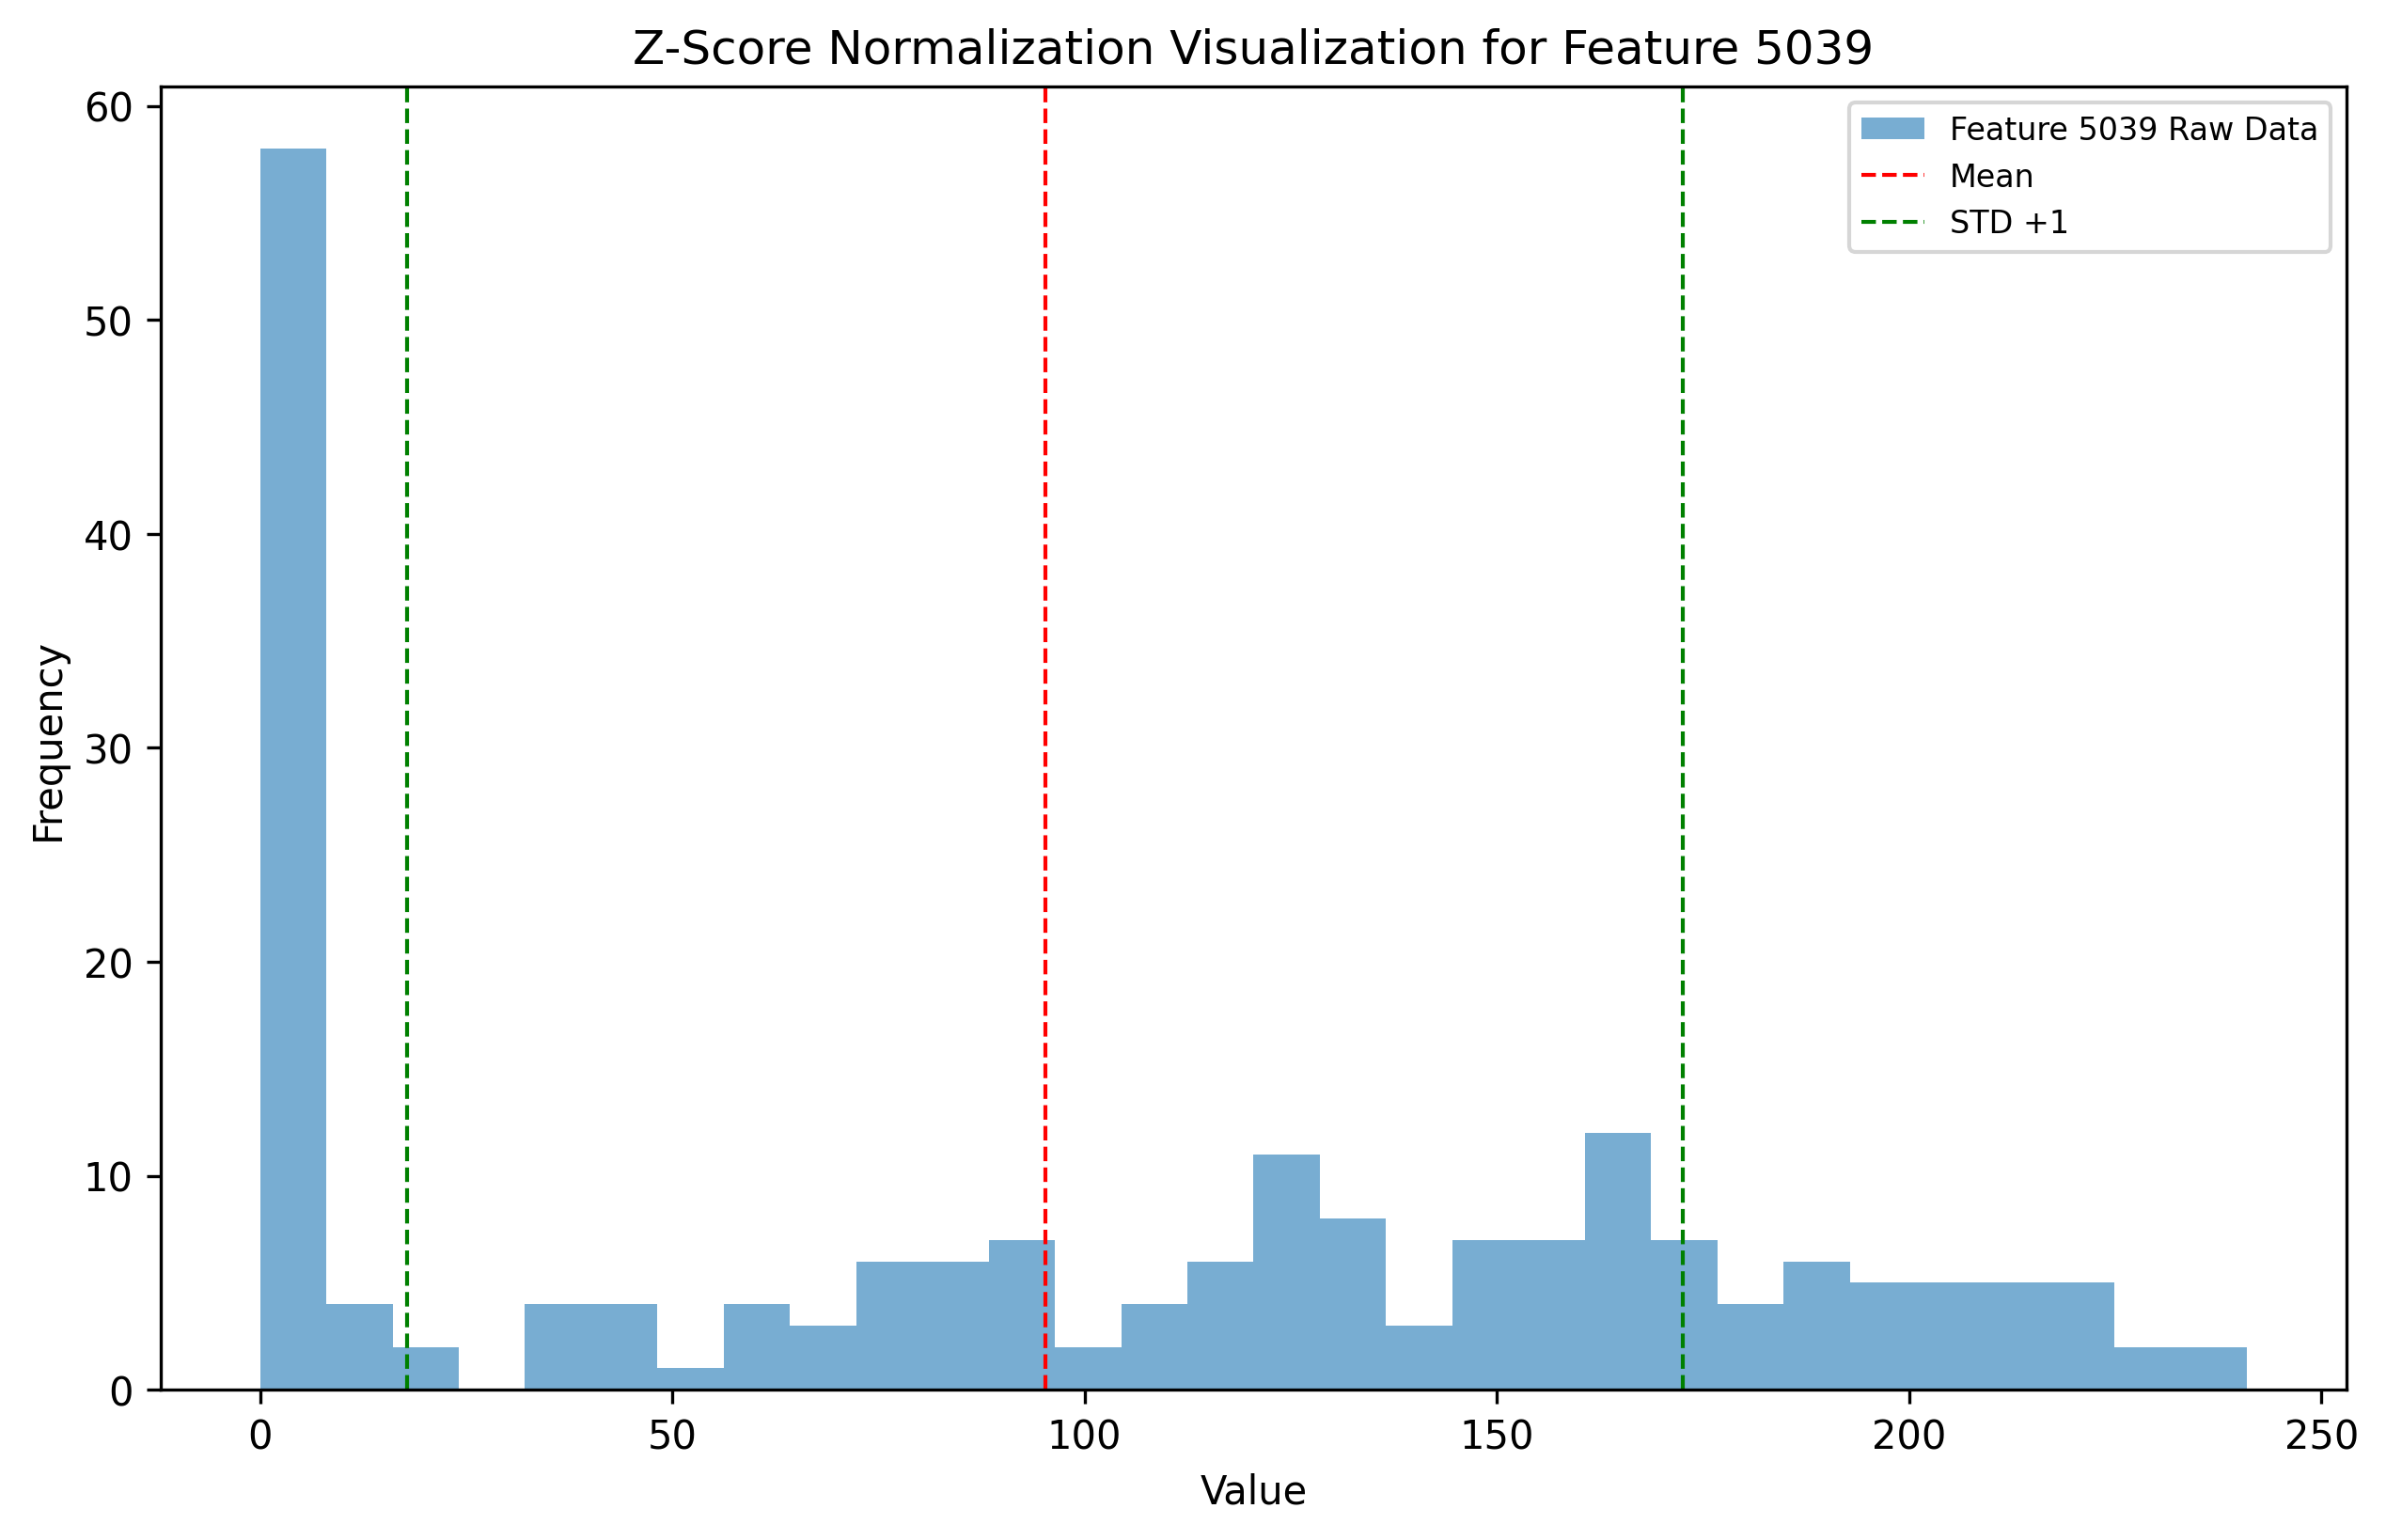 Z-Score Normalization Visualization for Feature 5039
Feature 5039 Raw Data
Mean
STD +1
60
50
40
30
20
10
0
Frequency
0 50 100 150 200 250
Value